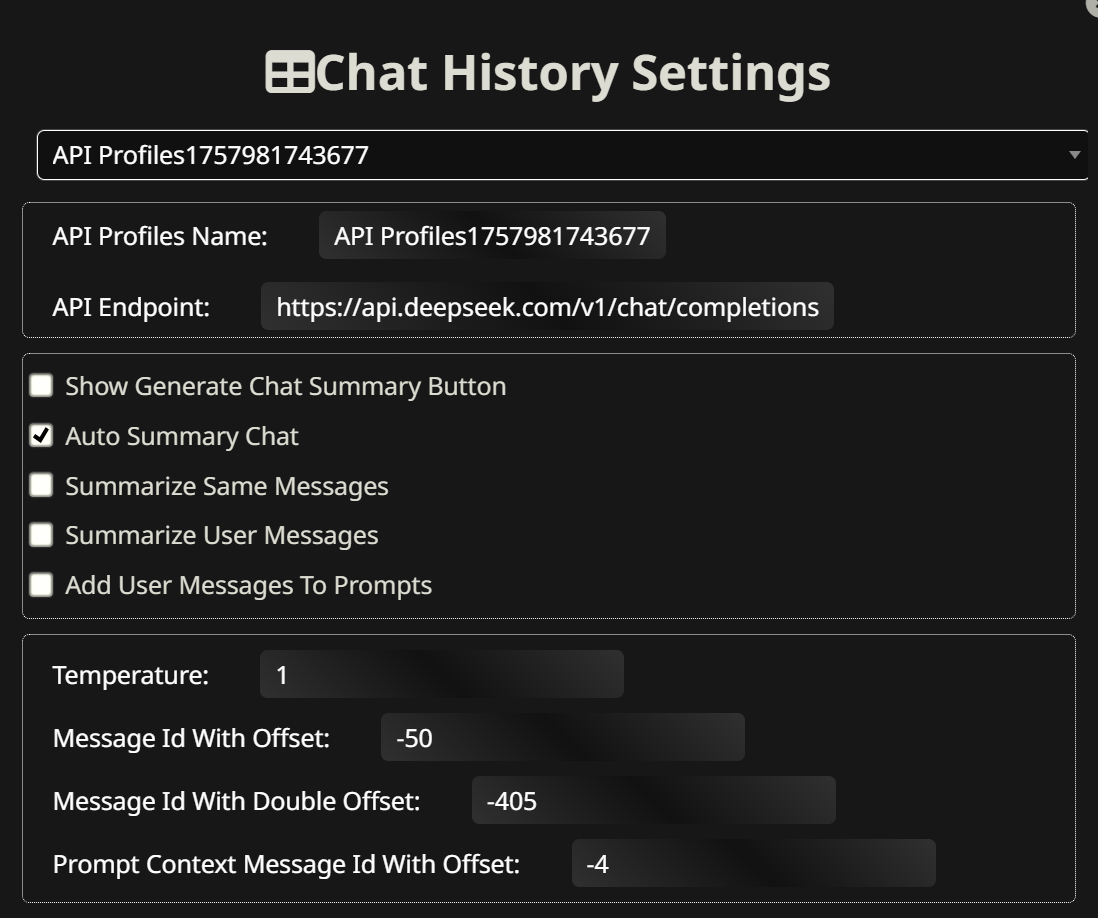 Chat History Settings
API Profiles1757981743677
API Profiles Name: API Profiles1757981743677
API Endpoint: https://api.deepseek.com/v1/chat/completions
Show Generate Chat Summary Button
Auto Summary Chat
Summarize Same Messages
Summarize User Messages
Add User Messages To Prompts
Temperature: 1
Message Id With Offset: -50
Message Id With Double Offset: -405
Prompt Context Message Id With Offset: -4